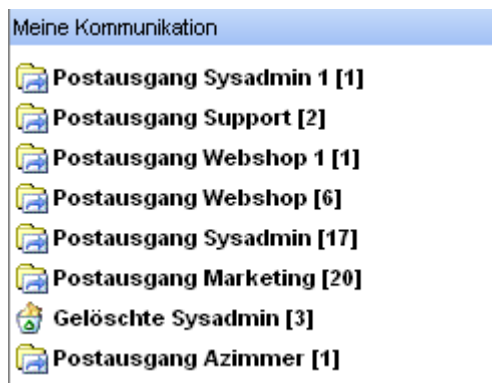 Meine Kommunikation
Postausgang Sysadmin 1 [1]
Postausgang Support [2]
Postausgang Webshop 1 [1]
Postausgang Webshop [6]
Postausgang Sysadmin [17]
Postausgang Marketing [20]
Gelöschte Sysadmin [3]
Postausgang Azimmer [1]